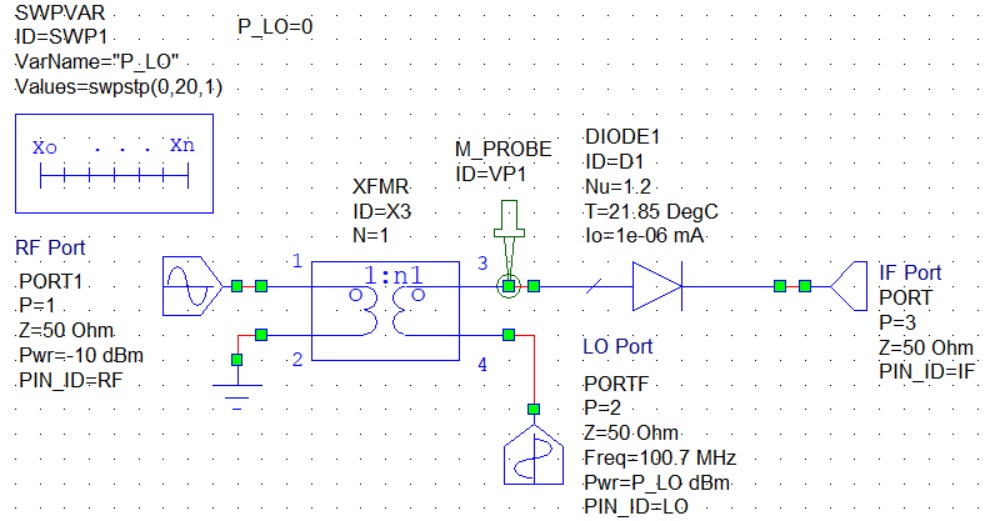 SWPVAR
ID=SWP1
VarName="P_LO"
Values=swpstp(0,20,1)
P_LO=0
Xo . . . Xn
RF Port
PORT1
P=1
Z=50 Ohm
Pwr=-10 dBm
PIN_ID=RF
XFMR
ID=X3
N=1
1:n1
1
2
3
4
M_PROBE
ID=VP1
DIODE1
ID=D1
Nu=1.2
T=21.85 DegC
Io=1e-06 mA
IF Port
PORT
P=3
Z=50 Ohm
PIN_ID=IF
LO Port
PORTF
P=2
Z=50 Ohm
Freq=100.7 MHz
Pwr=P_LO dBm
PIN_ID=LO